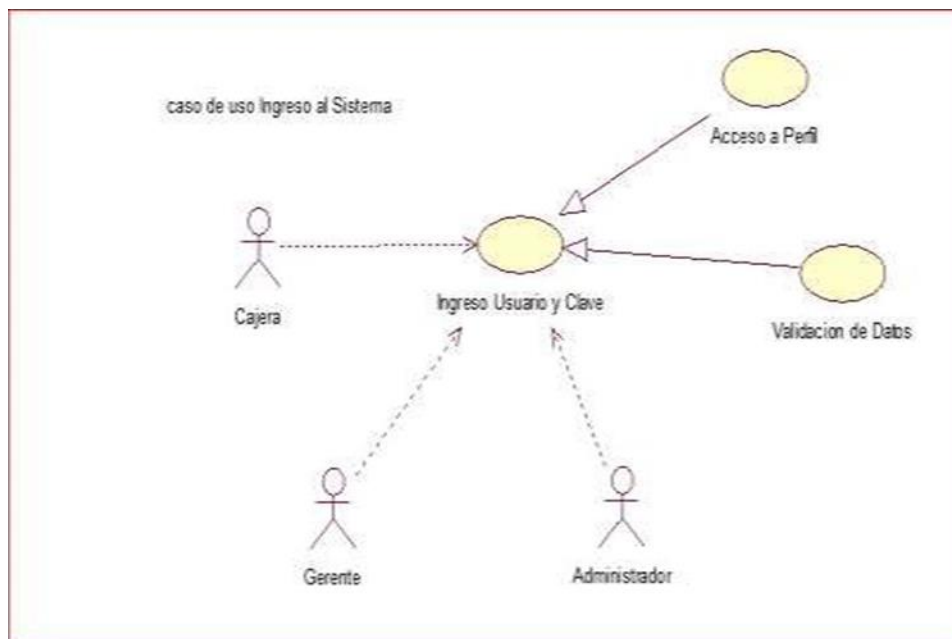 caso de uso Ingreso al Sistema
Acceso a Perfil
Cajera
Ingreso Usuario y Clave
Validacion de Datos
Gerente
Administrador